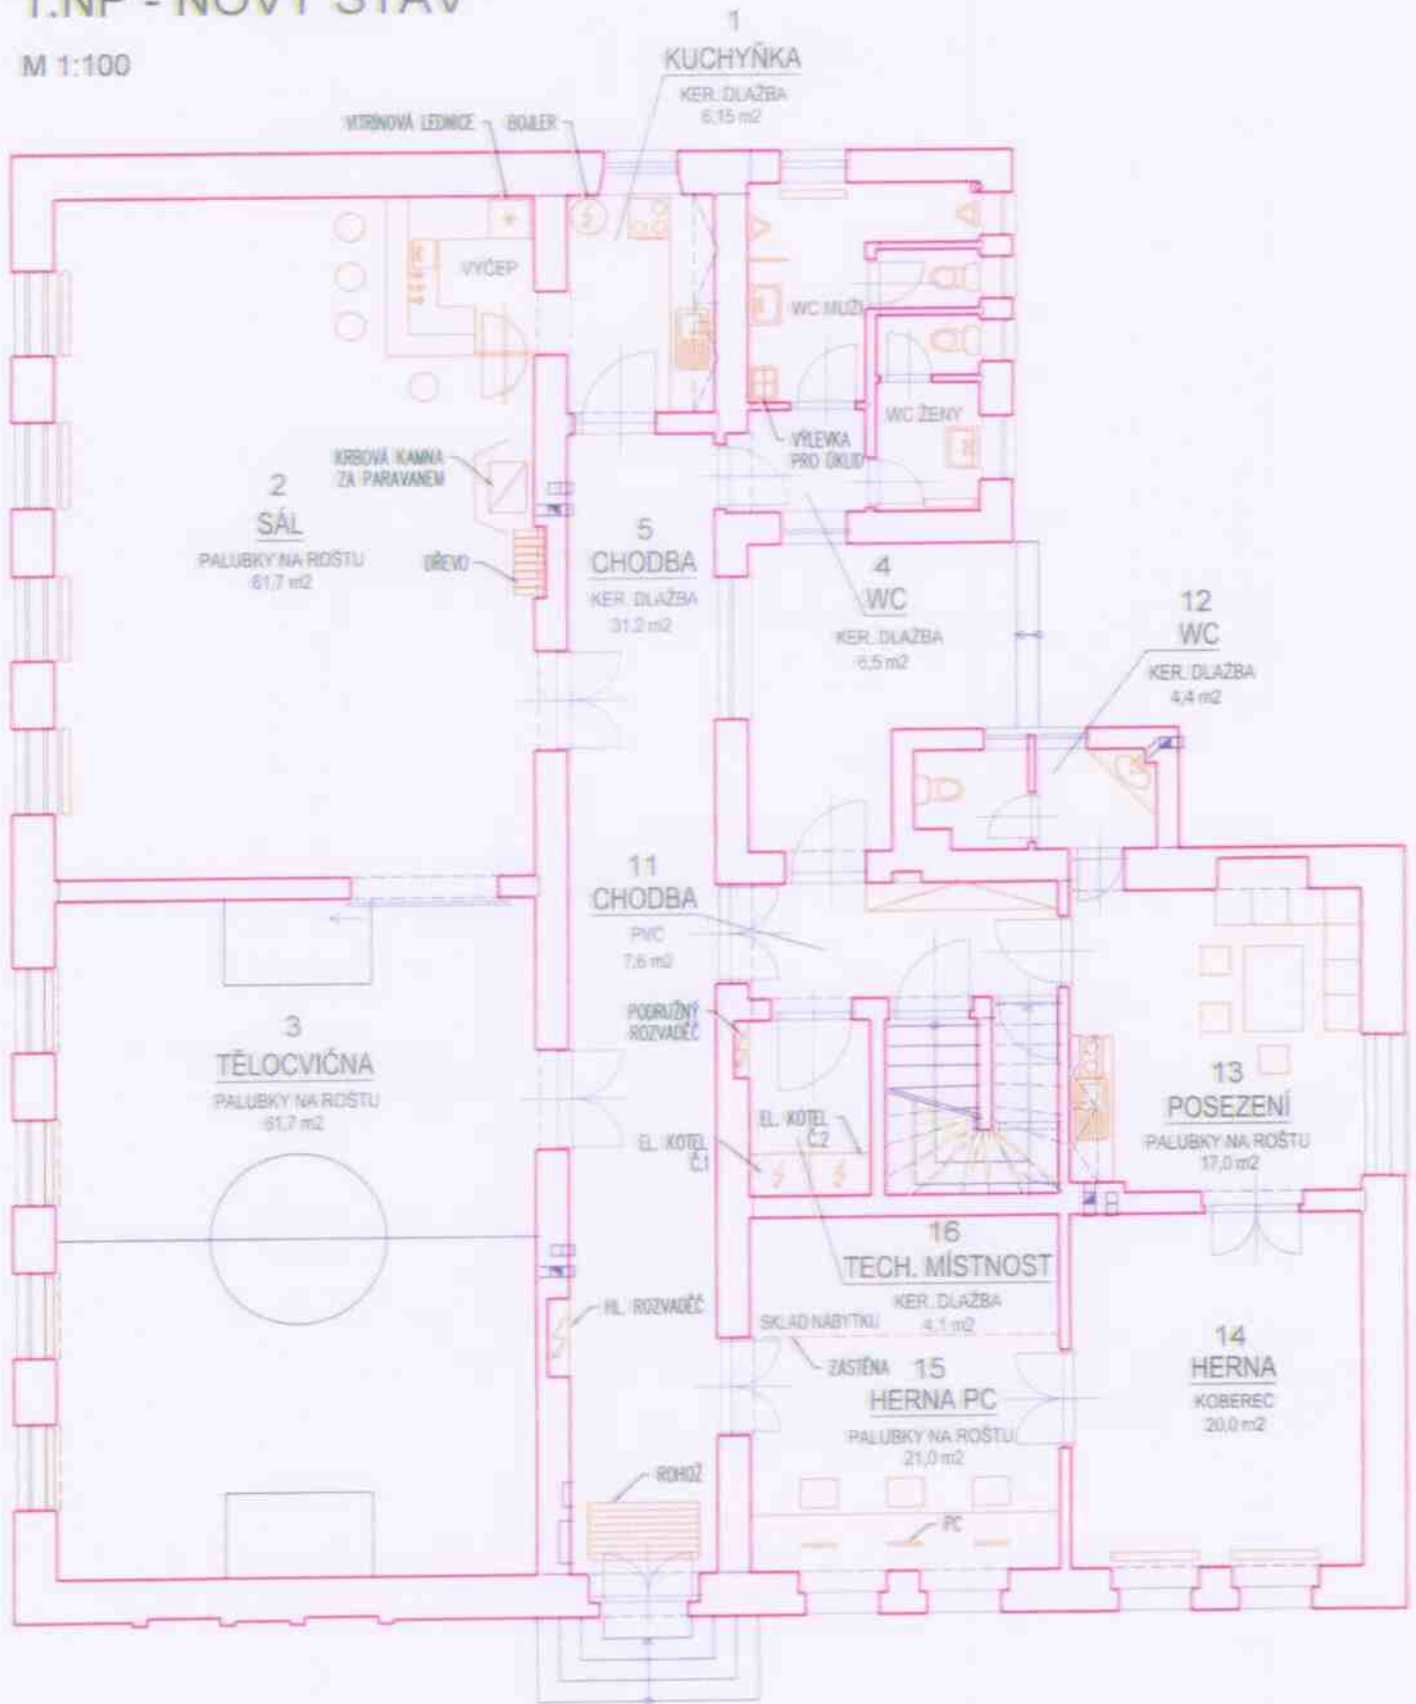 1.NP - NOVÝ STAV
M 1:100
1
KUCHYŇKA
KER. DLAŽBA
6,15 m2
VITRÍNOVÁ LEDNICE
BOJLER
VÝČEP
WC MUŽI
WC ŽENY
VÝLEVKA
PRO ÚKLID
KRBOVÁ KAMNA
ZA PARAVANEM
2
SÁL
PALUBKY NA ROŠTU
61,7 m2
DŘEVO
5
CHODBA
KER. DLAŽBA
31,2 m2
4
WC
KER. DLAŽBA
6,5 m2
12
WC
KER. DLAŽBA
4,4 m2
11
CHODBA
PVC
7,6 m2
PODRUŽNÝ
ROZVADĚČ
3
TĚLOCVIČNA
PALUBKY NA ROŠTU
61,7 m2
EL. KOTEL
Č.1
EL. KOTEL
Č.2
13
POSEZENÍ
PALUBKY NA ROŠTU
17,0 m2
16
TECH. MÍSTNOST
KER. DLAŽBA
4,1 m2
HL. ROZVADĚČ
SKLAD NÁBYTKU
ZÁSTĚNA
15
HERNA PC
PALUBKY NA ROŠTU
21,0 m2
14
HERNA
KOBEREC
20,0 m2
ROHOŽ
PC